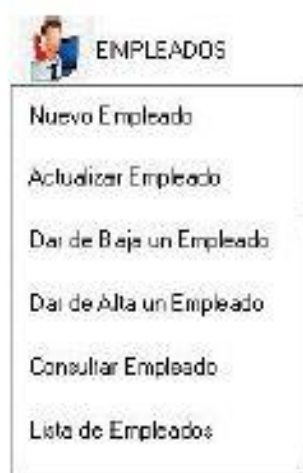 EMPLEADOS
Nuevo Empleado
Actualizar Empleado
Dar de Baja un Empleado
Dar de Alta un Empleado
Consultar Empleado
Lista de Empleados